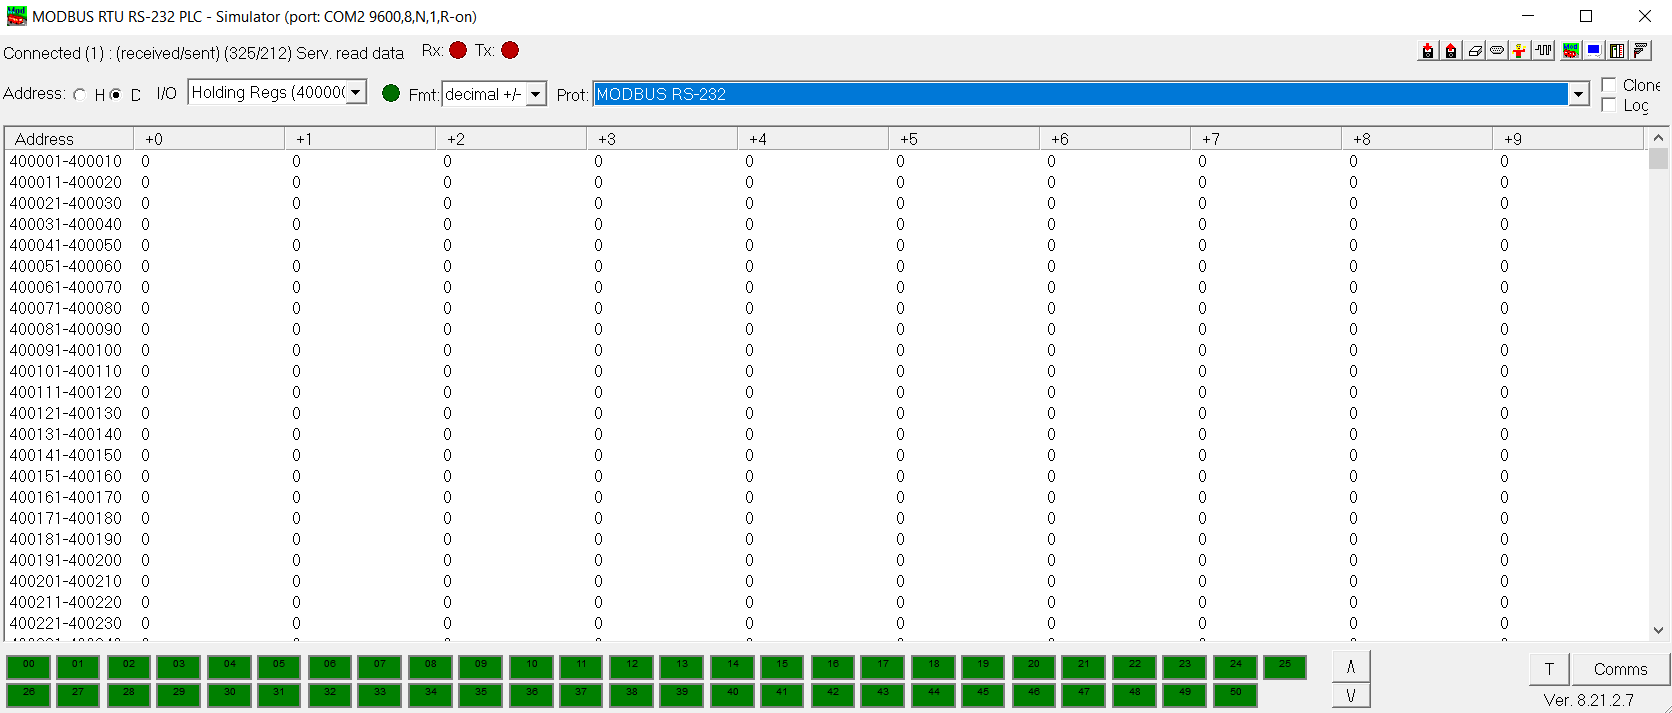 MODBUS RTU RS-232 PLC - Simulator (port: COM2 9600,8,N,1,R-on)
Connected (1) : (received/sent) (325/212) Serv. read data Rx: Tx:
Address: H D I/O Holding Regs (40000( Fmt: decimal +/- Prot: MODBUS RS-232 Clone
Log
Address +0 +1 +2 +3 +4 +5 +6 +7 +8 +9
400001-400010 0 0 0 0 0 0 0 0 0 0
400011-400020 0 0 0 0 0 0 0 0 0 0
400021-400030 0 0 0 0 0 0 0 0 0 0
400031-400040 0 0 0 0 0 0 0 0 0 0
400041-400050 0 0 0 0 0 0 0 0 0 0
400051-400060 0 0 0 0 0 0 0 0 0 0
400061-400070 0 0 0 0 0 0 0 0 0 0
400071-400080 0 0 0 0 0 0 0 0 0 0
400081-400090 0 0 0 0 0 0 0 0 0 0
400091-400100 0 0 0 0 0 0 0 0 0 0
400101-400110 0 0 0 0 0 0 0 0 0 0
400111-400120 0 0 0 0 0 0 0 0 0 0
400121-400130 0 0 0 0 0 0 0 0 0 0
400131-400140 0 0 0 0 0 0 0 0 0 0
400141-400150 0 0 0 0 0 0 0 0 0 0
400151-400160 0 0 0 0 0 0 0 0 0 0
400161-400170 0 0 0 0 0 0 0 0 0 0
400171-400180 0 0 0 0 0 0 0 0 0 0
400181-400190 0 0 0 0 0 0 0 0 0 0
400191-400200 0 0 0 0 0 0 0 0 0 0
400201-400210 0 0 0 0 0 0 0 0 0 0
400211-400220 0 0 0 0 0 0 0 0 0 0
400221-400230 0 0 0 0 0 0 0 0 0 0
00 01 02 03 04 05 06 07 08 09 10 11 12 13 14 15 16 17 18 19 20 21 22 23 24 25
26 27 28 29 30 31 32 33 34 35 36 37 38 39 40 41 42 43 44 45 46 47 48 49 50
T Comms
Ver. 8.21.2.7